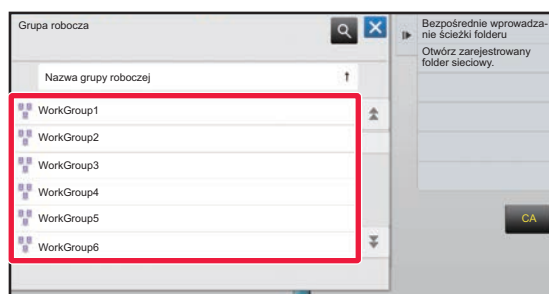 Grupa robocza
Nazwa grupy roboczej
WorkGroup1
WorkGroup2
WorkGroup3
WorkGroup4
WorkGroup5
WorkGroup6
Bezpośrednie wprowadza-
nie ścieżki folderu
Otwórz zarejestrowany
folder sieciowy.
CA